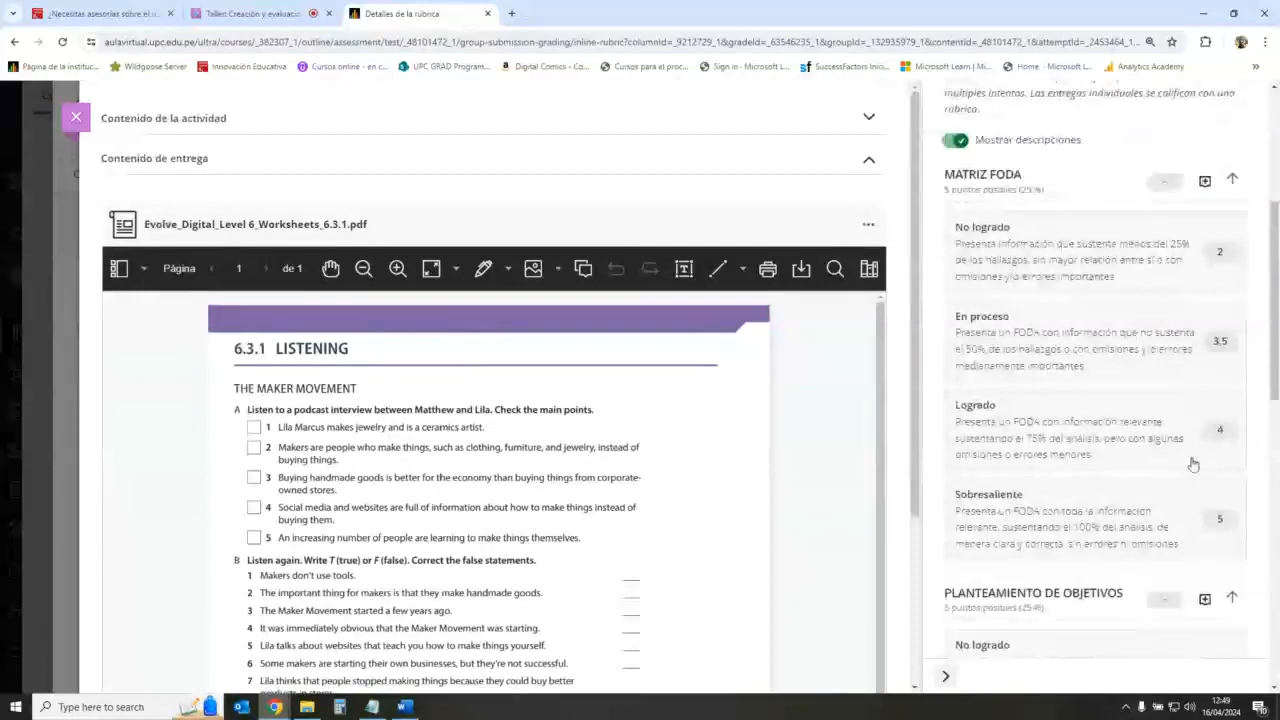 ¿Necesitas asesorías sobre el u
Taller: Creación y evaluació
Detalles de la rúbrica
aulavirtual.upc.edu.pe/ultra/courses/_382307_1/outline/assessment/test/_48101472_1/group-submission-grading/inline-rubric?columnId=_9212729_1&gradeId=_63546235_1&groupId=_132935979_1&contentId=_48101472_1&attemptId=_2453464_1...
Página de la instituc...
Wildgoose Server
Innovación Educativa
Cursos online - en c...
UPC GRAD Program...
Digital Comics - Co...
Cursos para el proc...
Sign in - Microsoft L...
SuccessFactors Inici...
Microsoft Learn | Mi...
Home. - Microsoft L...
Analytics Academy
Contenido de la actividad
Contenido de entrega
Evolve_Digital_Level 6_Worksheets_6.3.1.pdf
Página 1 de 1
6.3.1 LISTENING
THE MAKER MOVEMENT
A Listen to a podcast interview between Matthew and Lila. Check the main points.
1 Lila Marcus makes jewelry and is a ceramics artist.
2 Makers are people who make things, such as clothing, furniture, and jewelry, instead of
buying things.
3 Buying handmade goods is better for the economy than buying things from corporate-
owned stores.
4 Social media and websites are full of information about how to make things instead of
buying them.
5 An increasing number of people are learning to make things themselves.
B Listen again. Write T (true) or F (false). Correct the false statements.
1 Makers don't use tools.
2 The important thing for makers is that they make handmade goods.
3 The Maker Movement started a few years ago.
4 It was immediately obvious that the Maker Movement was starting.
5 Lila talks about websites that teach you how to make things yourself.
6 Some makers are starting their own businesses, but they're not successful.
7 Lila thinks that people stopped making things because they could buy better
products in stores.
múltiples intentos. Las entregas individuales se califican con una
rúbrica.
Mostrar descripciones
MATRIZ FODA
5 puntos posibles (25%)
No logrado
Presenta información que sustente menos del 25%
de los hallazgos, sin mayor relación entre sí o con
omisiones y/o errores importantes.
2
En proceso
Presenta un FODA con información que no sustenta
el 50% de los hallazgos o con omisiones y/o errores
medianamente importantes.
3,5
Logrado
Presenta un FODA con información relevante
sustentando el 75% del análisis, pero con algunas
omisiones o errores menores.
4
Sobresaliente
Presenta un FODA con toda la información
relevante, sustentando el 100% del análisis, de
manera clara y correcta, sin errores ni omisiones
5
PLANTEAMIENTO DE OBJETIVOS
5 puntos posibles (25%)
No logrado
Type here to search
12:49
16/04/2024